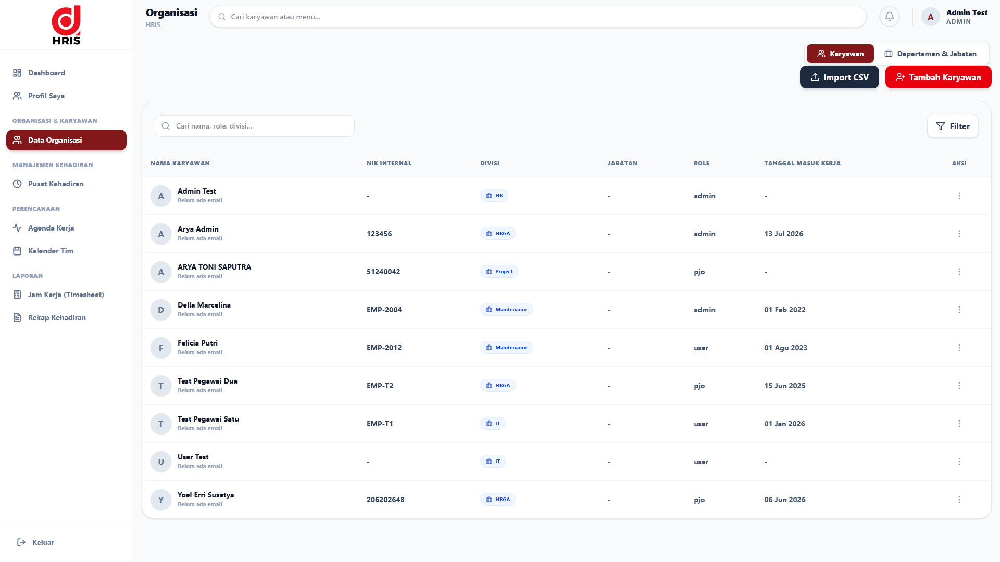 HRIS
Organisasi
HRIS
Cari karyawan atau menu...
A
Admin Test
ADMIN
Dashboard
Profil Saya
ORGANISASI & KARYAWAN
Data Organisasi
MANAJEMEN KEHADIRAN
Pusat Kehadiran
PERENCANAAN
Agenda Kerja
Kalender Tim
LAPORAN
Jam Kerja (Timesheet)
Rekap Kehadiran
Keluar
Karyawan
Departemen & Jabatan
Import CSV
Tambah Karyawan
Cari nama, role, divisi...
Filter
NAMA KARYAWAN NIK INTERNAL DIVISI JABATAN ROLE TANGGAL MASUK KERJA AKSI
A Admin Test - HR - admin -
Belum ada email
A Arya Admin 123456 HRGA - admin 13 Jul 2026
Belum ada email
A ARYA TONI SAPUTRA 51240042 Project - pjo -
Belum ada email
D Della Marcelina EMP-2004 Maintenance - admin 01 Feb 2022
Belum ada email
F Felicia Putri EMP-2012 Maintenance - user 01 Agu 2023
Belum ada email
T Test Pegawai Dua EMP-T2 HRGA - pjo 15 Jun 2025
Belum ada email
T Test Pegawai Satu EMP-T1 IT - user 01 Jan 2026
Belum ada email
U User Test - IT - user -
Belum ada email
Y Yoel Erri Susetya 206202648 HRGA - pjo 06 Jun 2026
Belum ada email